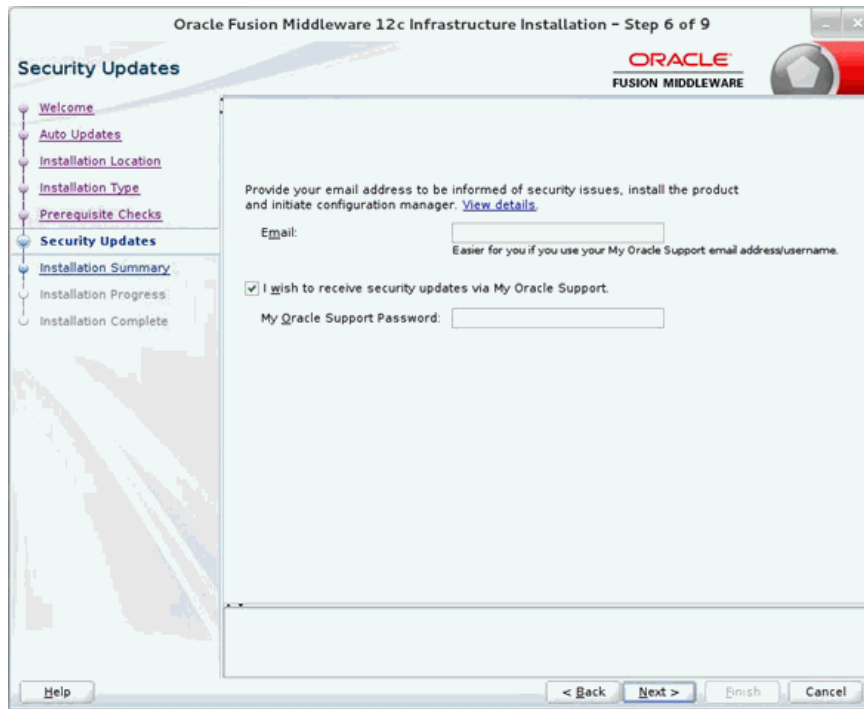 Oracle Fusion Middleware 12c Infrastructure Installation - Step 6 of 9
Security Updates
ORACLE
FUSION MIDDLEWARE
Welcome
Auto Updates
Installation Location
Installation Type
Prerequisite Checks
Security Updates
Installation Summary
Installation Progress
Installation Complete
Provide your email address to be informed of security issues, install the product
and initiate configuration manager. View details.
Email:
Easier for you if you use your My Oracle Support email address/username.
I wish to receive security updates via My Oracle Support.
My Oracle Support Password:
Help
< Back
Next >
Finish
Cancel